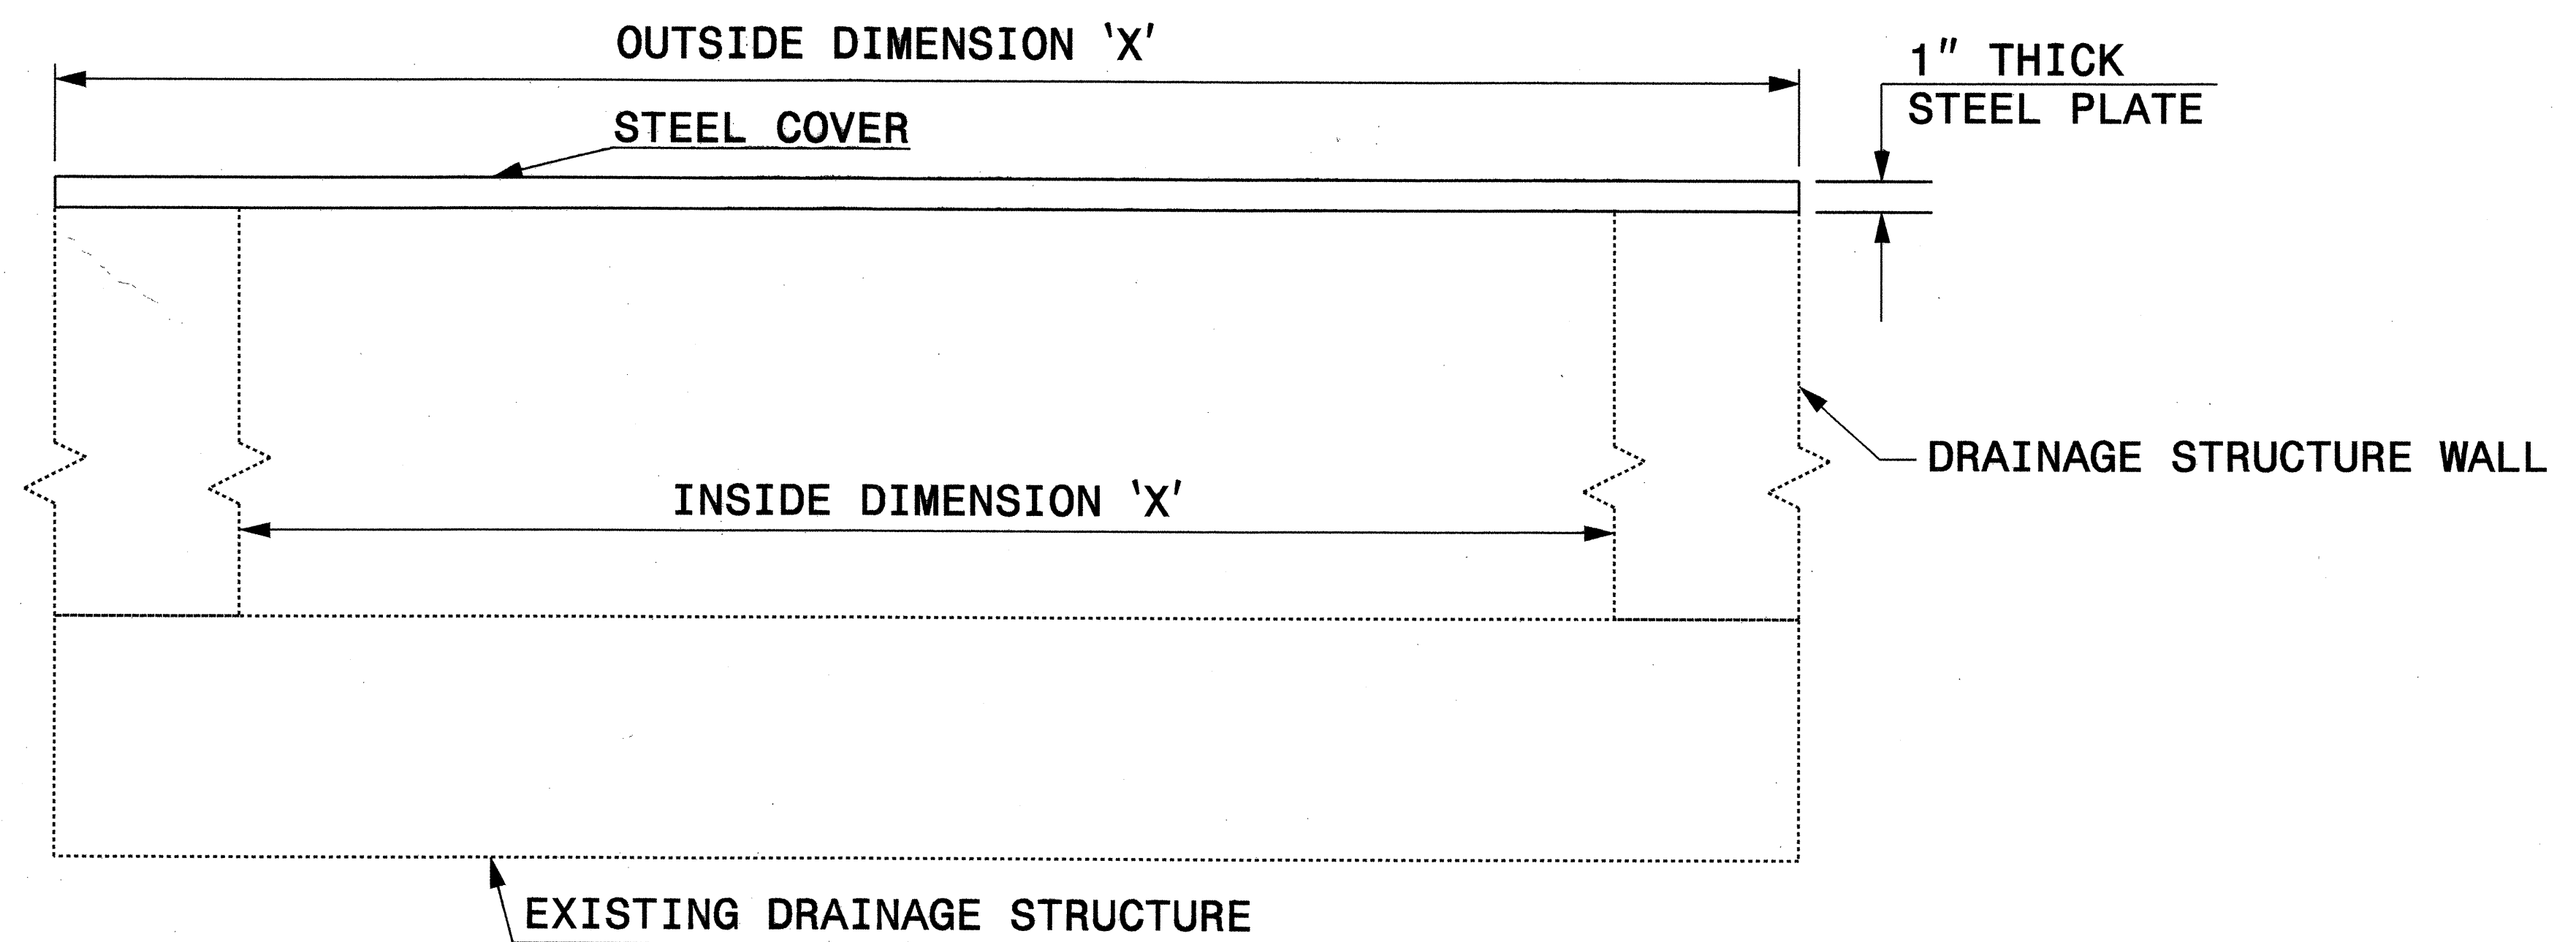 OUTSIDE DIMENSION 'X'
1" THICK
STEEL PLATE
STEEL COVER
DRAINAGE STRUCTURE WALL
INSIDE DIMENSION 'X'
EXISTING DRAINAGE STRUCTURE